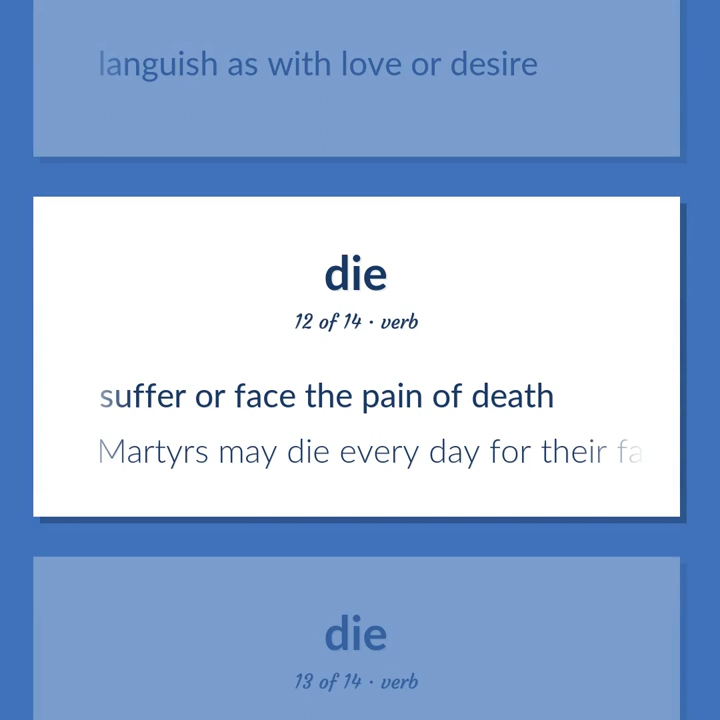 languish as with love or desire
die
12 of 14 · verb
suffer or face the pain of death
Martyrs may die every day for their
die
13 of 14 · verb